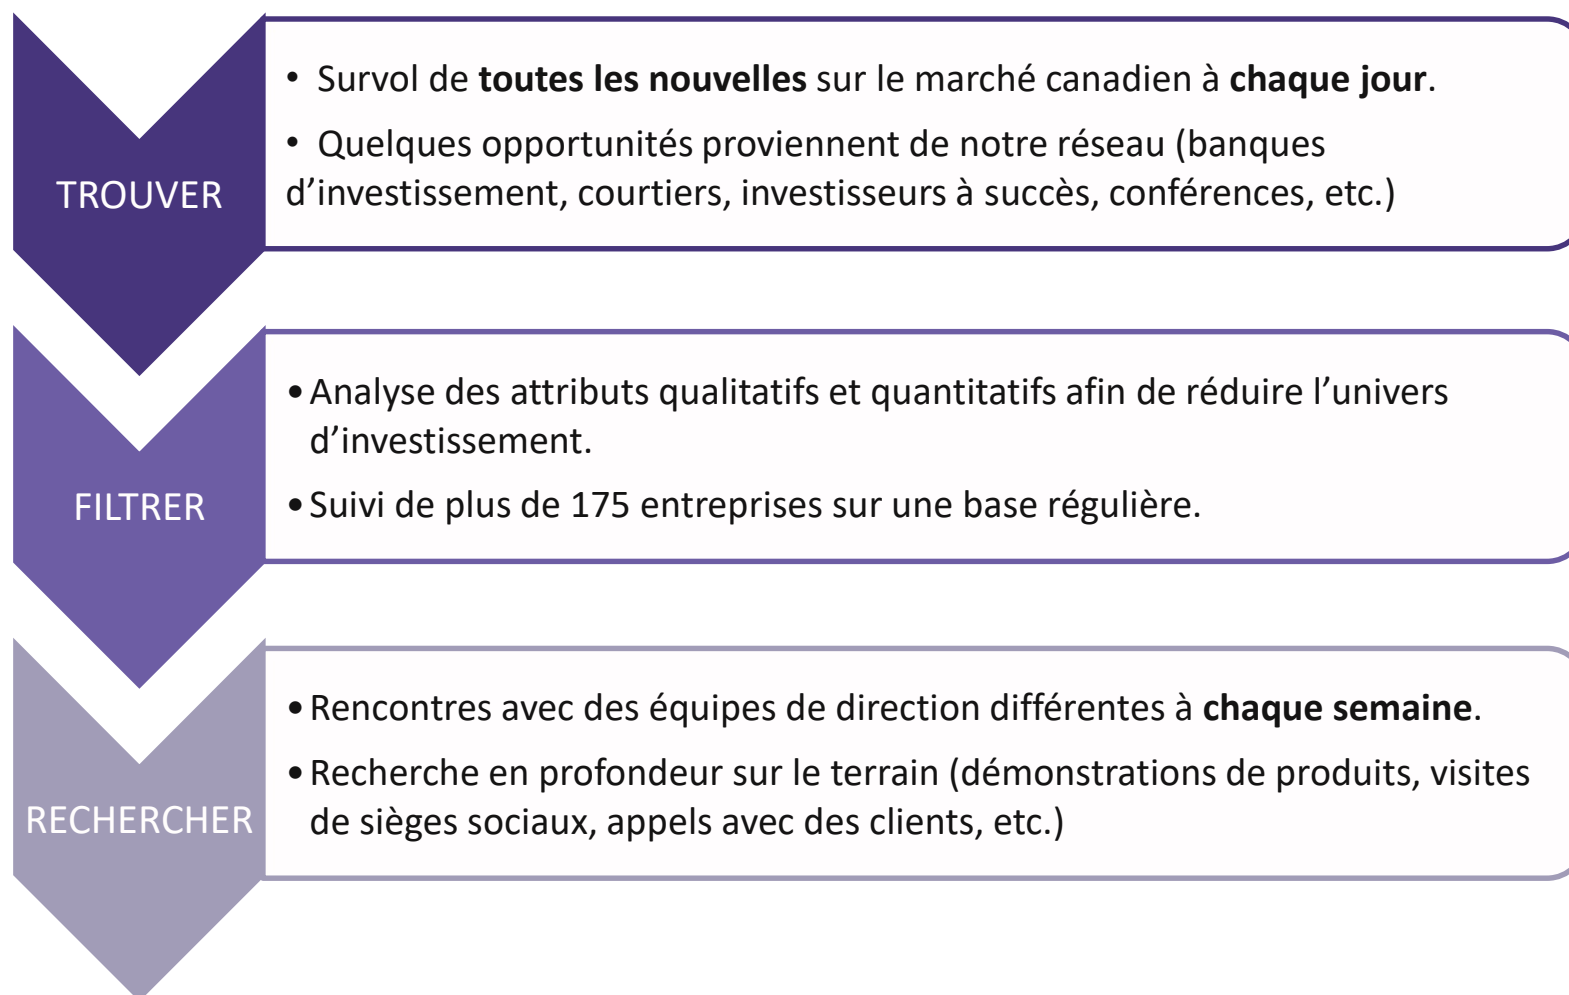 TROUVER
• Survol de toutes les nouvelles sur le marché canadien à chaque jour.
• Quelques opportunités proviennent de notre réseau (banques
d’investissement, courtiers, investisseurs à succès, conférences, etc.)
FILTRER
• Analyse des attributs qualitatifs et quantitatifs afin de réduire l’univers
d’investissement.
• Suivi de plus de 175 entreprises sur une base régulière.
RECHERCHER
• Rencontres avec des équipes de direction différentes à chaque semaine.
• Recherche en profondeur sur le terrain (démonstrations de produits, visites
de sièges sociaux, appels avec des clients, etc.)